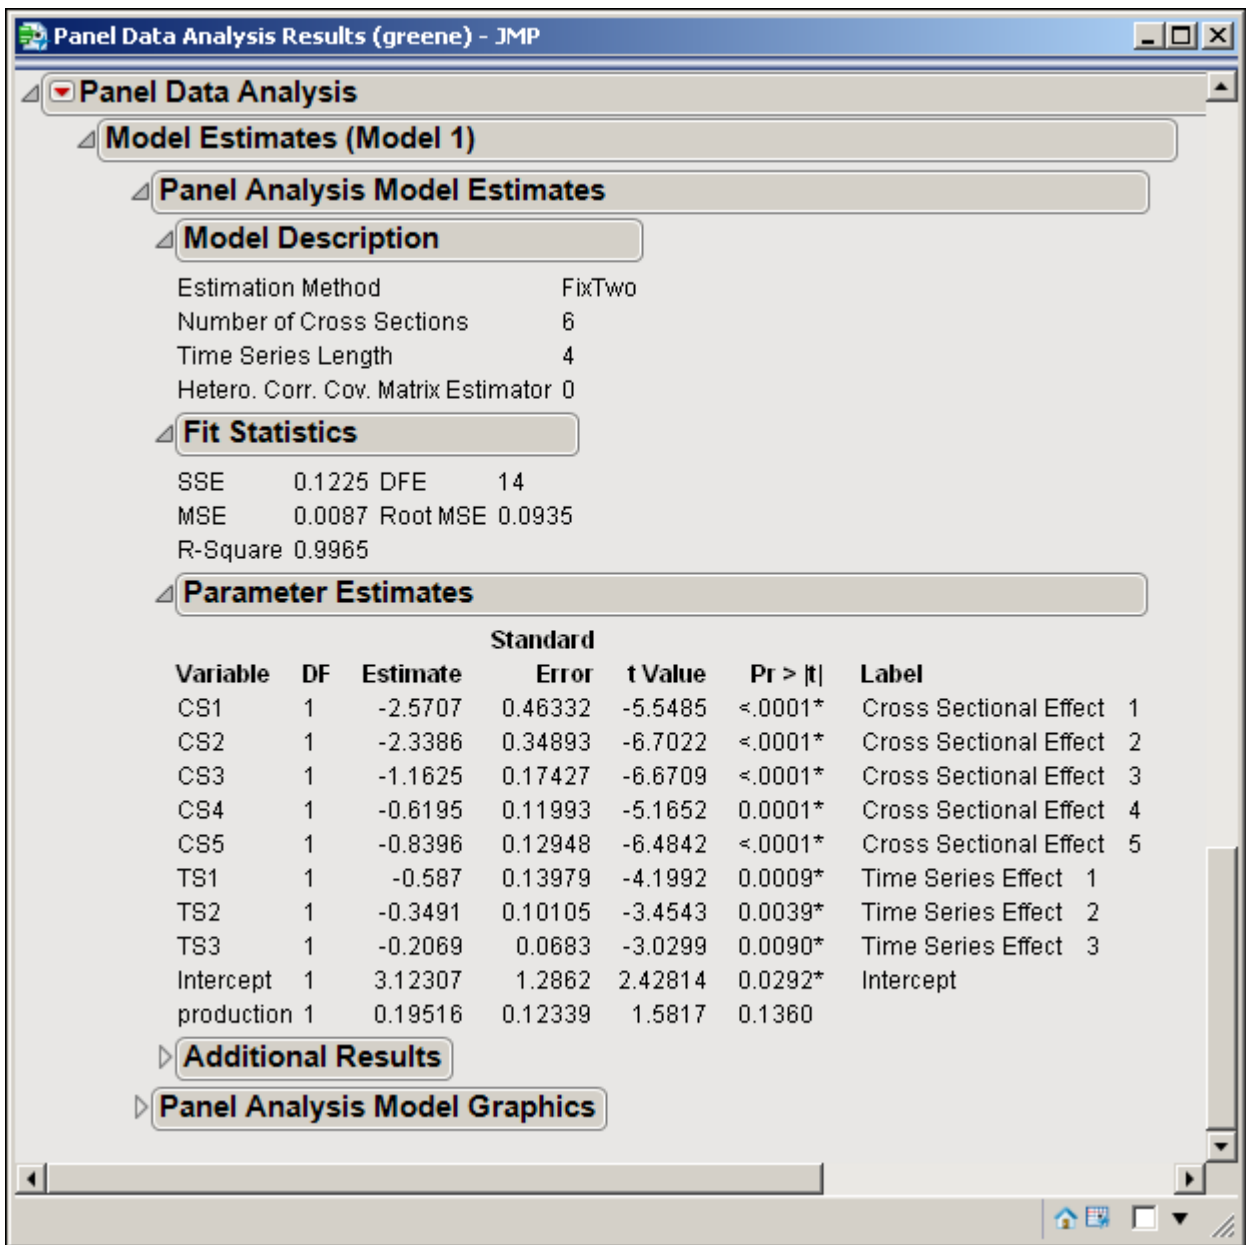 Panel Data Analysis Results (greene) - JMP
Panel Data Analysis
Model Estimates (Model 1)
Panel Analysis Model Estimates
Model Description
Estimation Method FixTwo
Number of Cross Sections 6
Time Series Length 4
Hetero. Corr. Cov. Matrix Estimator 0
Fit Statistics
SSE 0.1225 DFE 14
MSE 0.0087 Root MSE 0.0935
R-Square 0.9965
Parameter Estimates
Standard
Variable DF Estimate Error t Value Pr > |t| Label
CS1 1 -2.5707 0.46332 -5.5485 <.0001* Cross Sectional Effect 1
CS2 1 -2.3386 0.34893 -6.7022 <.0001* Cross Sectional Effect 2
CS3 1 -1.1625 0.17427 -6.6709 <.0001* Cross Sectional Effect 3
CS4 1 -0.6195 0.11993 -5.1652 0.0001* Cross Sectional Effect 4
CS5 1 -0.8396 0.12948 -6.4842 <.0001* Cross Sectional Effect 5
TS1 1 -0.587 0.13979 -4.1992 0.0009* Time Series Effect 1
TS2 1 -0.3491 0.10105 -3.4543 0.0039* Time Series Effect 2
TS3 1 -0.2069 0.0683 -3.0299 0.0090* Time Series Effect 3
Intercept 1 3.12307 1.2862 2.42814 0.0292* Intercept
production 1 0.19516 0.12339 1.5817 0.1360
Additional Results
Panel Analysis Model Graphics